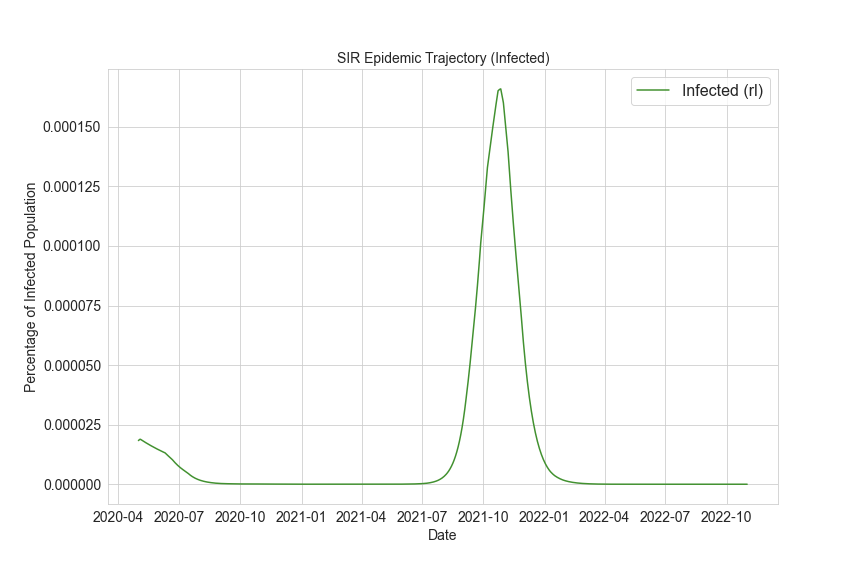 SIR Epidemic Trajectory (Infected)
Infected (rl)
Percentage of Infected Population
0.000150
0.000125
0.000100
0.000075
0.000050
0.000025
0.000000
2020-04 2020-07 2020-10 2021-01 2021-04 2021-07 2021-10 2022-01 2022-04 2022-07 2022-10
Date